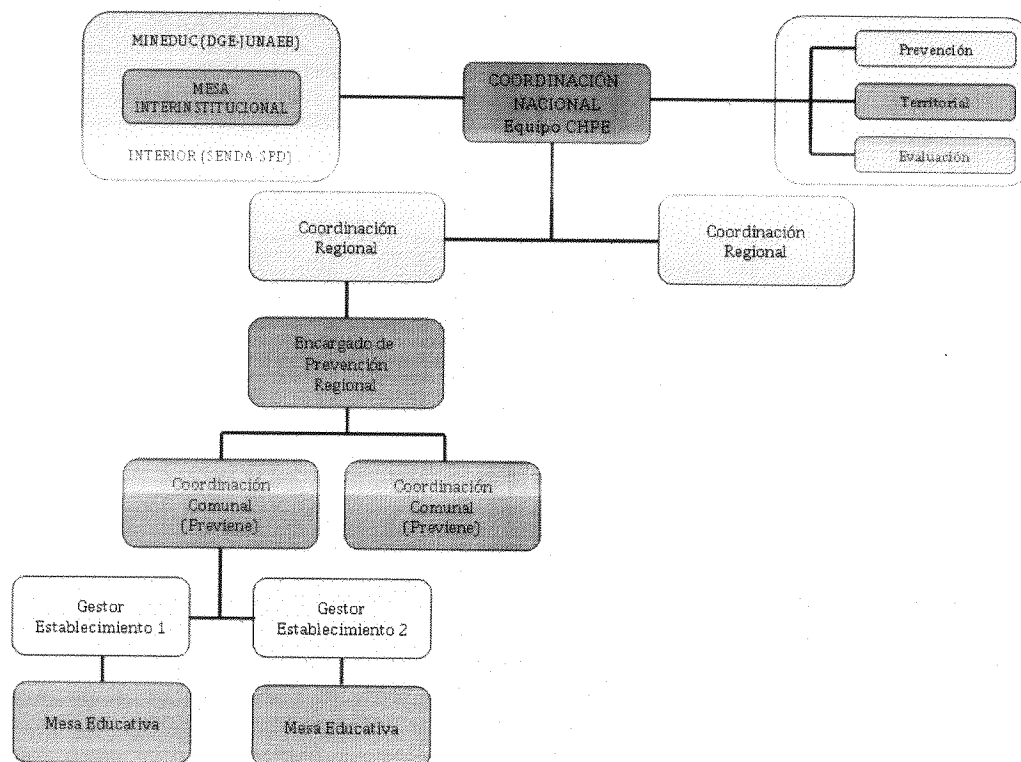 MINEDUC (DGE-JUNAEB)
MESA
INTERINSTITUCIONAL
INTERIOR (SENDA-SPD)
COORDINACIÓN
NACIONAL
Equipo CHPE
Prevención
Territorial
Evaluación
Coordinación
Regional
Coordinación
Regional
Encargado de
Prevención
Regional
Coordinación
Comunal
(Previene)
Coordinación
Comunal
(Previene)
Gestor
Establecimiento 1
Gestor
Establecimiento 2
Mesa Educativa
Mesa Educativa